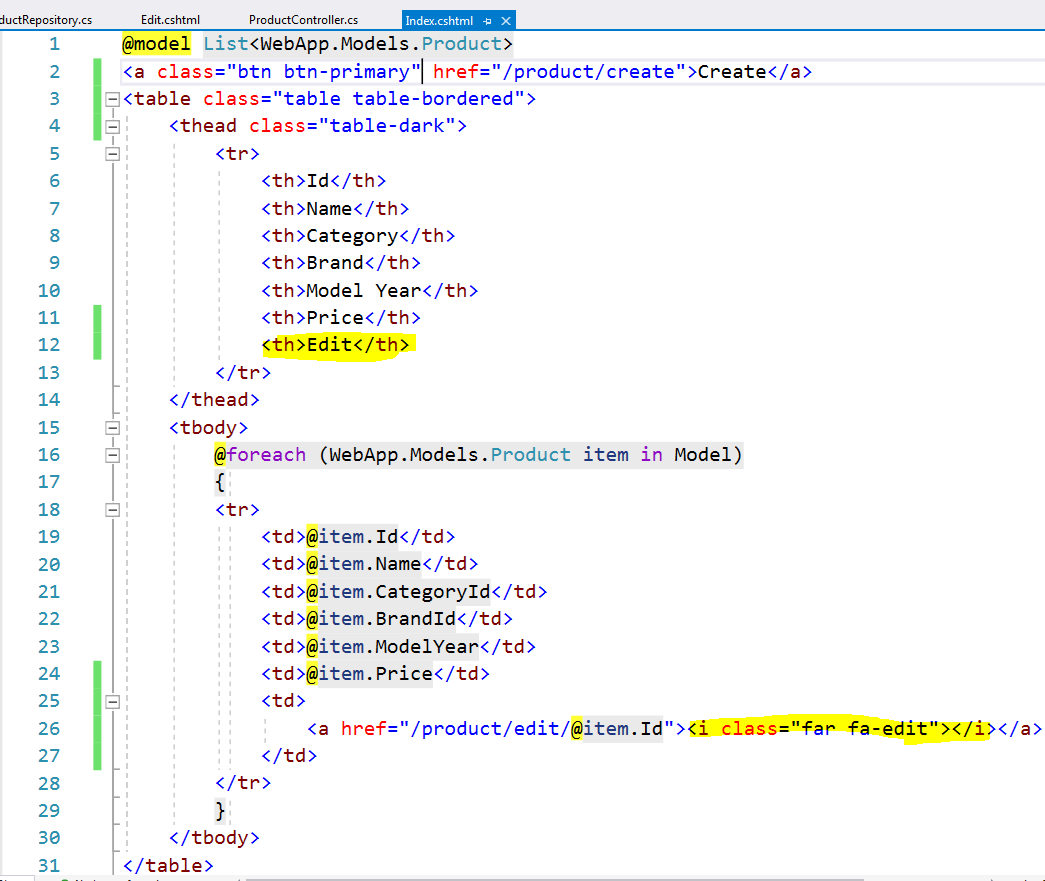 ductRepository.cs Edit.cshtml ProductController.cs Index.cshtml
1 @model List<WebApp.Models.Product>
2 <a class="btn btn-primary" href="/product/create">Create</a>
3 <table class="table table-bordered">
4 <thead class="table-dark">
5 <tr>
6 <th>Id</th>
7 <th>Name</th>
8 <th>Category</th>
9 <th>Brand</th>
10 <th>Model Year</th>
11 <th>Price</th>
12 <th>Edit</th>
13 </tr>
14 </thead>
15 <tbody>
16 @foreach (WebApp.Models.Product item in Model)
17 {
18 <tr>
19 <td>@item.Id</td>
20 <td>@item.Name</td>
21 <td>@item.CategoryId</td>
22 <td>@item.BrandId</td>
23 <td>@item.ModelYear</td>
24 <td>@item.Price</td>
25 <td>
26 <a href="/product/edit/@item.Id"><i class="far fa-edit"></i></a>
27 </td>
28 </tr>
29 }
30 </tbody>
31 </table>